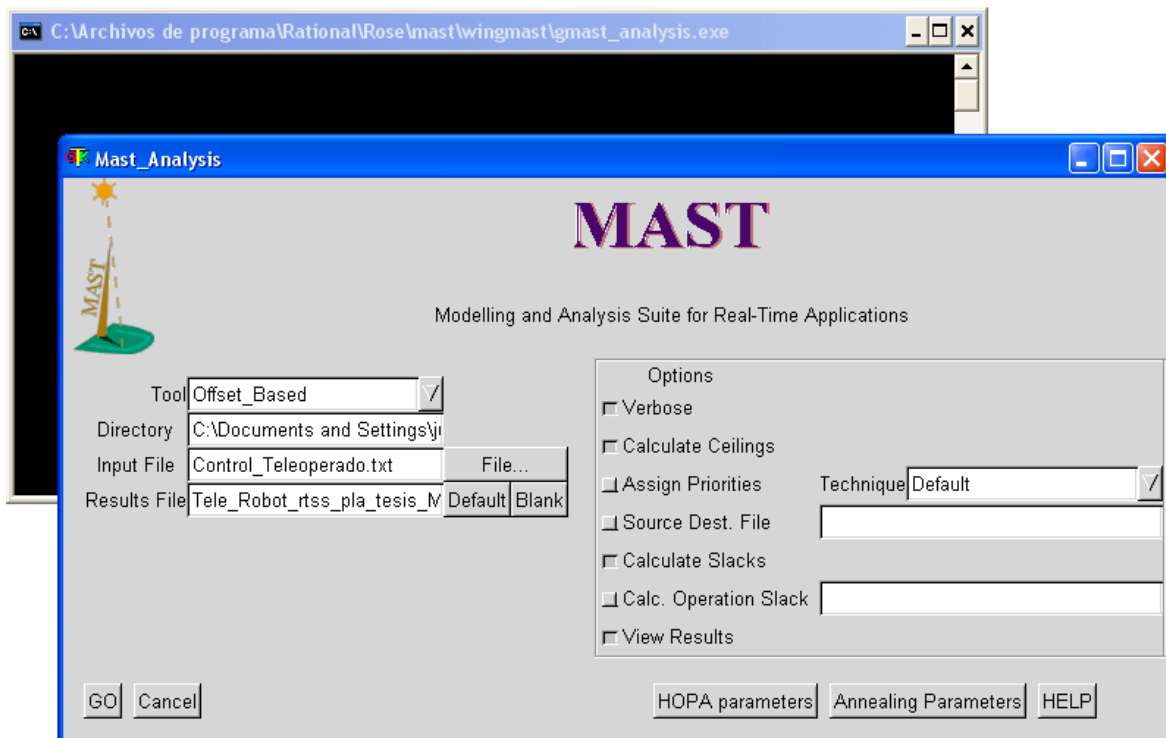 C:\Archivos de programa\Rational\Rose\mast\wingmast\gmast_analysis.exe
Mast_Analysis
MAST
MAST
Modelling and Analysis Suite for Real-Time Applications
Tool Offset_Based
Directory C:\Documents and Settings\ju
Input File Control_Teleoperado.txt File...
Results File Tele_Robot_rtss_pla_tesis_M Default Blank
Options
Verbose
Calculate Ceilings
Assign Priorities Technique Default
Source Dest. File
Calculate Slacks
Calc. Operation Slack
View Results
GO Cancel HOPA parameters Annealing Parameters HELP